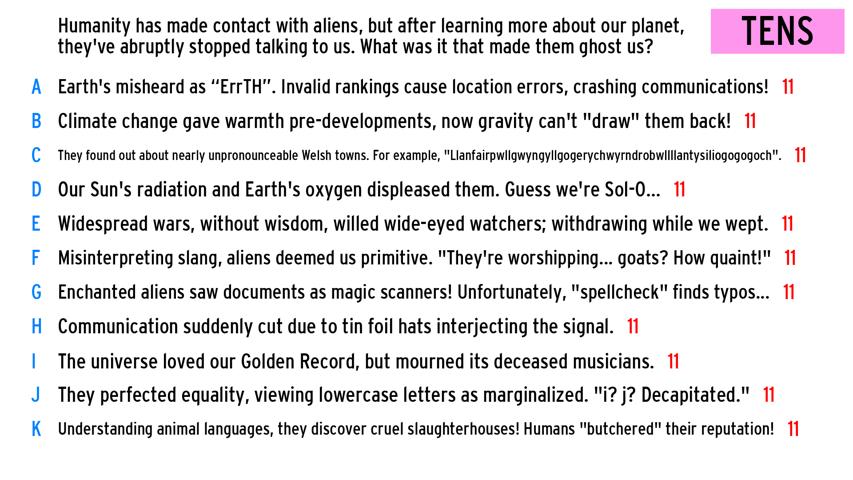 Humanity has made contact with aliens, but after learning more about our planet,
they've abruptly stopped talking to us. What was it that made them ghost us?
TENS
A Earth's misheard as “ErrTH”. Invalid rankings cause location errors, crashing communications! 11
B Climate change gave warmth pre-developments, now gravity can't "draw" them back! 11
C They found out about nearly unpronounceable Welsh towns. For example, "Llanfairpwllgwyngyllgogerychwyrndrobwllllantysiliogogogoch". 11
D Our Sun's radiation and Earth's oxygen displeased them. Guess we're Sol-O... 11
E Widespread wars, without wisdom, willed wide-eyed watchers; withdrawing while we wept. 11
F Misinterpreting slang, aliens deemed us primitive. "They're worshipping... goats? How quaint!" 11
G Enchanted aliens saw documents as magic scanners! Unfortunately, "spellcheck" finds typos... 11
H Communication suddenly cut due to tin foil hats interjecting the signal. 11
I The universe loved our Golden Record, but mourned its deceased musicians. 11
J They perfected equality, viewing lowercase letters as marginalized. "i? j? Decapitated." 11
K Understanding animal languages, they discover cruel slaughterhouses! Humans "butchered" their reputation! 11